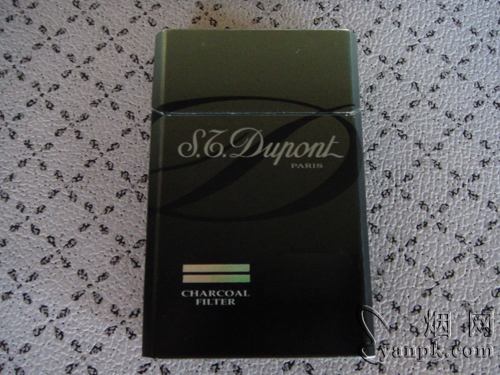 S.T. Dupont
PARIS
CHARCOAL
FILTER
烟网
yanpk.com